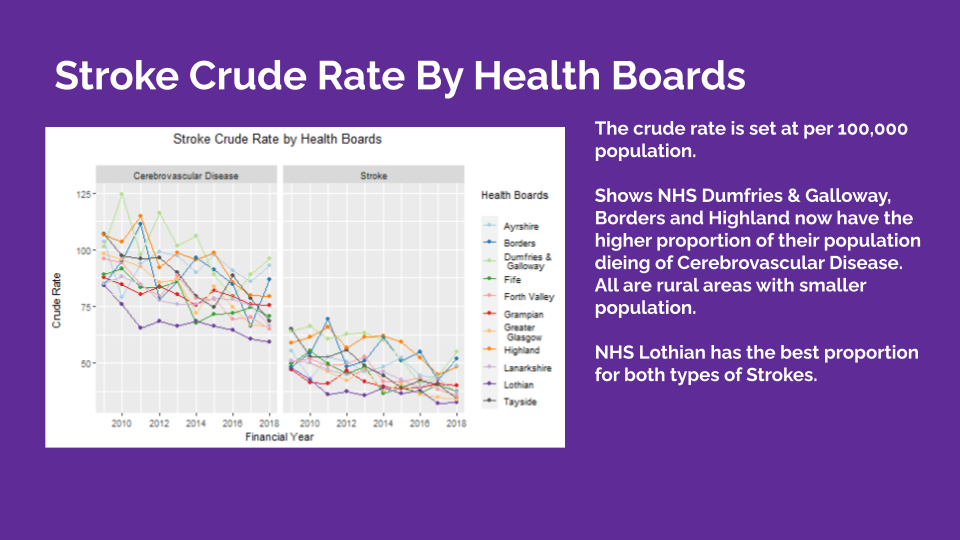 Stroke Crude Rate By Health Boards
Stroke Crude Rate by Health Boards
Cerebrovascular Disease
Stroke
125
100
75
50
Crude Rate
2010 2012 2014 2016 2018
2010 2012 2014 2016 2018
Financial Year
Health Boards
Ayrshire
Borders
Dumfries &
Galloway
Fife
Forth Valley
Grampian
Greater
Glasgow
Highland
Lanarkshire
Lothian
Tayside
The crude rate is set at per 100,000
population.
Shows NHS Dumfries & Galloway,
Borders and Highland now have the
higher proportion of their population
dieing of Cerebrovascular Disease.
All are rural areas with smaller
population.
NHS Lothian has the best proportion
for both types of Strokes.